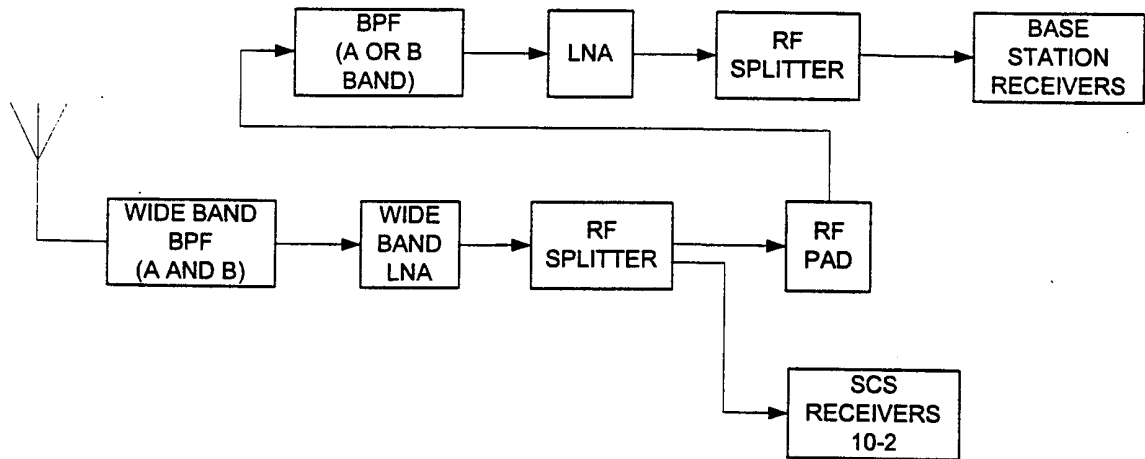 BPF
(A OR B
BAND)
LNA
RF
SPLITTER
BASE
STATION
RECEIVERS
WIDE BAND
BPF
(A AND B)
WIDE
BAND
LNA
RF
SPLITTER
RF
PAD
SCS
RECEIVERS
10-2